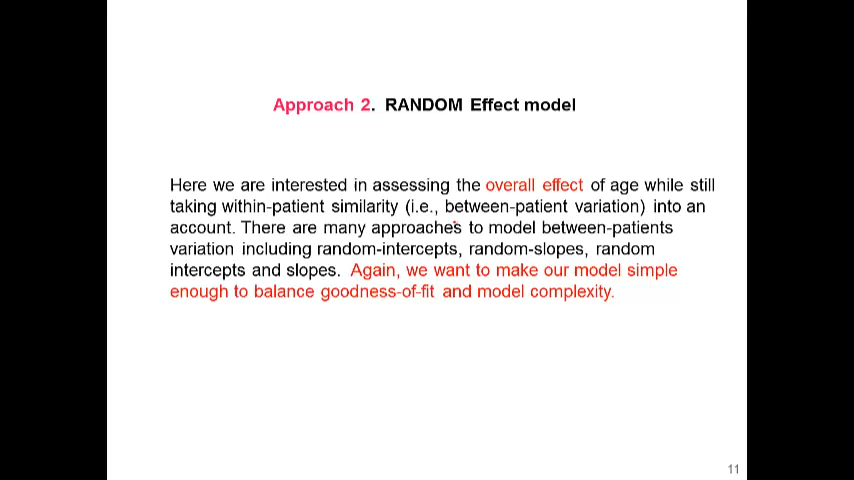 Approach 2. RANDOM Effect model
Here we are interested in assessing the overall effect of age while still
taking within-patient similarity (i.e., between-patient variation) into an
account. There are many approaches to model between-patients
variation including random-intercepts, random-slopes, random
intercepts and slopes. Again, we want to make our model simple
enough to balance goodness-of-fit and model complexity.
11